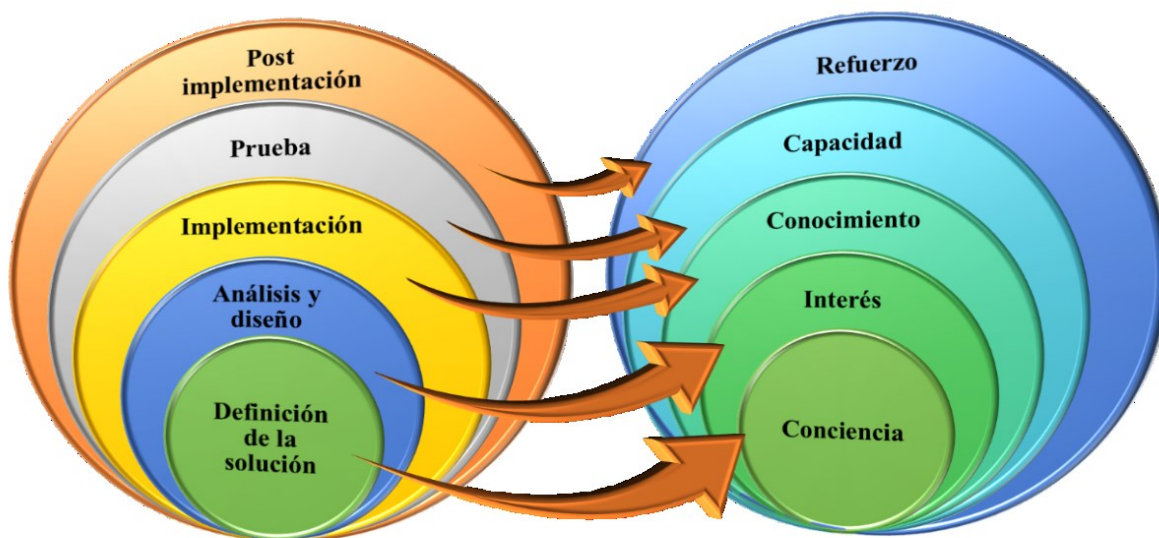 Post
implementación
Prueba
Implementación
Análisis y
diseño
Definición
de la
solución
Refuerzo
Capacidad
Conocimiento
Interés
Conciencia